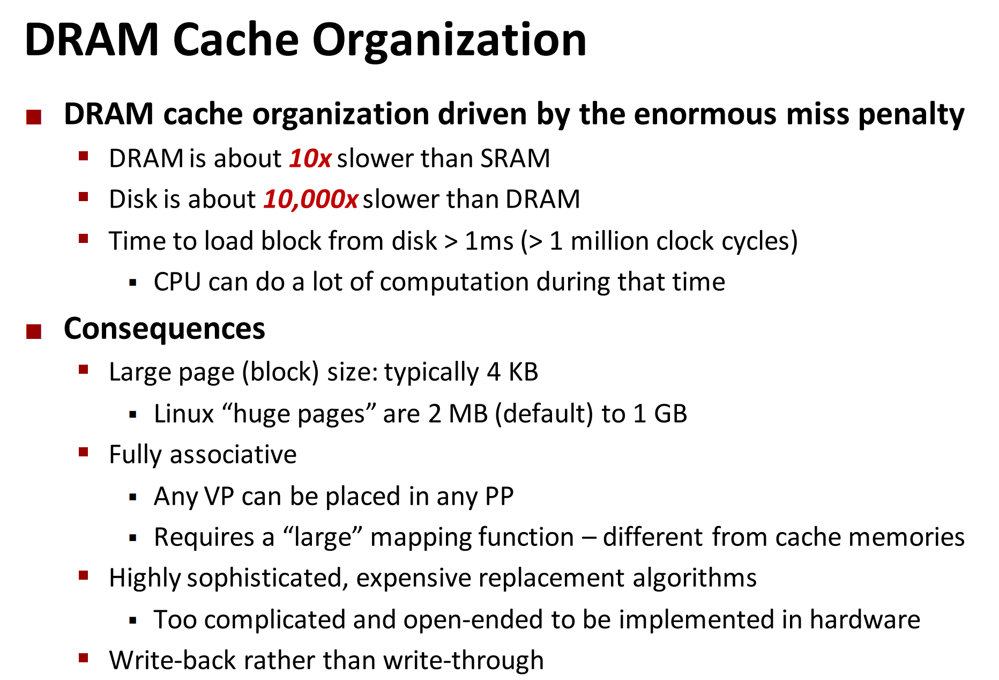 DRAM Cache Organization
DRAM cache organization driven by the enormous miss penalty
DRAM is about 10x slower than SRAM
Disk is about 10,000x slower than DRAM
Time to load block from disk > 1ms (> 1 million clock cycles)
CPU can do a lot of computation during that time
Consequences
Large page (block) size: typically 4 KB
Linux “huge pages” are 2 MB (default) to 1 GB
Fully associative
Any VP can be placed in any PP
Requires a “large” mapping function – different from cache memories
Highly sophisticated, expensive replacement algorithms
Too complicated and open-ended to be implemented in hardware
Write-back rather than write-through